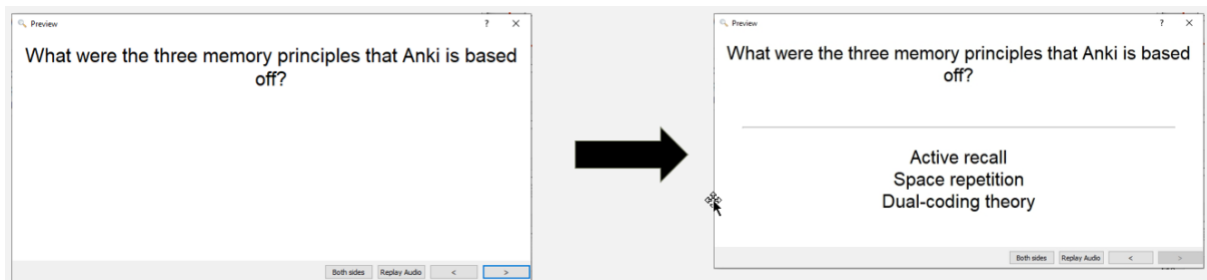 Preview
What were the three memory principles that Anki is based
off?
Both sides
Replay Audio
<
>
Preview
What were the three memory principles that Anki is based
off?
Active recall
Space repetition
Dual-coding theory
Both sides
Replay Audio
<
>